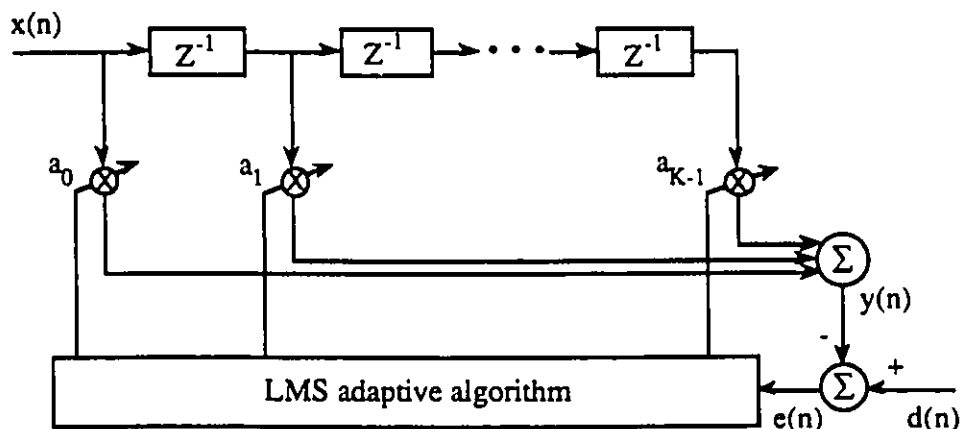 x(n)
Z⁻¹
Z⁻¹
• • •
Z⁻¹
a₀
a₁
a_{K-1}
Σ
y(n)
-
+
Σ
LMS adaptive algorithm
e(n)
d(n)